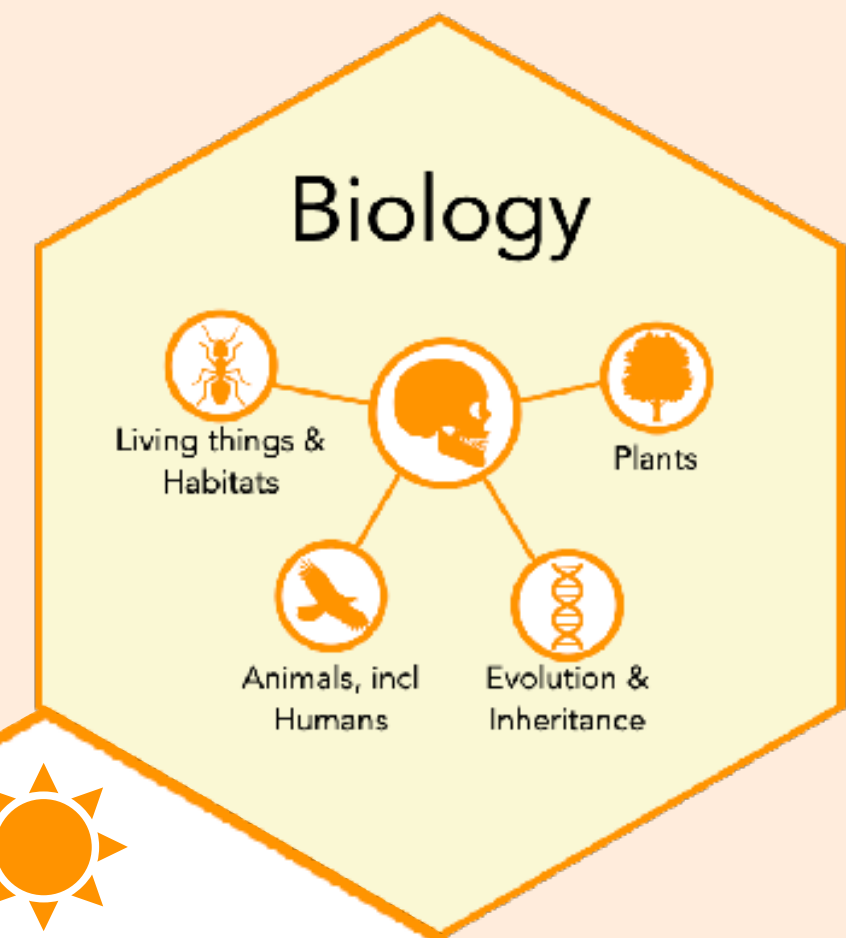 Biology
Living things &
Habitats
Plants
Animals, incl
Humans
Evolution &
Inheritance